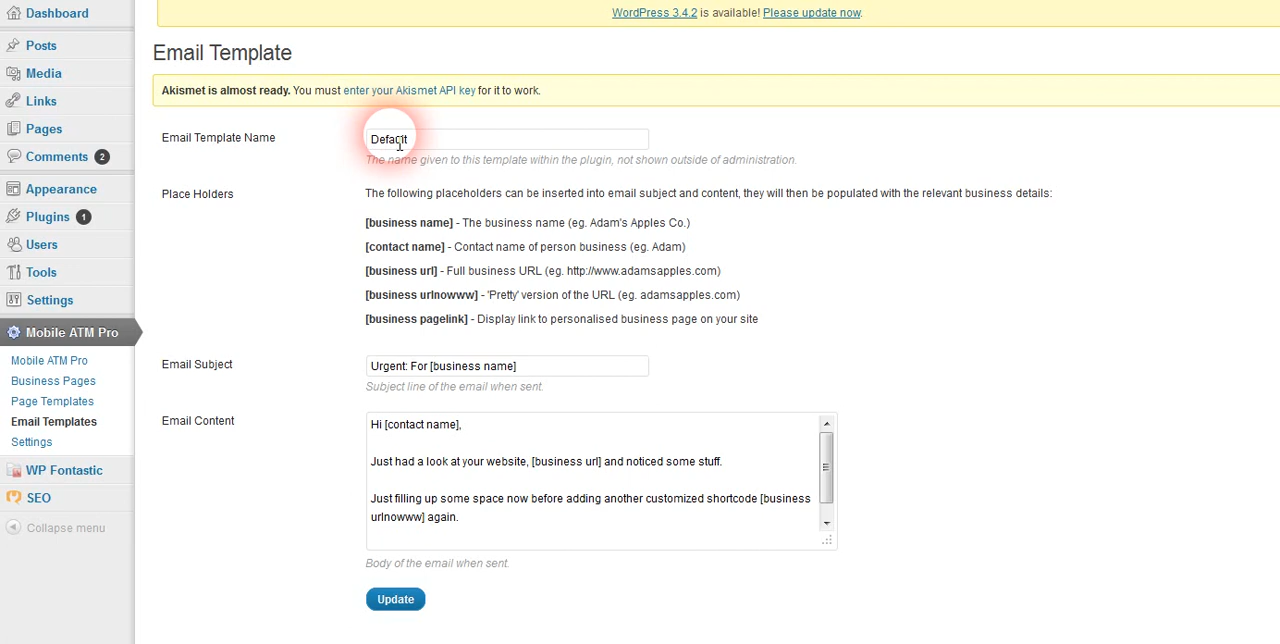 Dashboard
Posts
Media
Links
Pages
Comments 2
Appearance
Plugins 1
Users
Tools
Settings
Mobile ATM Pro
Mobile ATM Pro
Business Pages
Page Templates
Email Templates
Settings
WP Fontastic
SEO
Collapse menu
WordPress 3.4.2 is available! Please update now.
Email Template
Akismet is almost ready. You must enter your Akismet API key for it to work.
Email Template Name
Default
The name given to this template within the plugin, not shown outside of administration.
Place Holders
The following placeholders can be inserted into email subject and content, they will then be populated with the relevant business details:
[business name] - The business name (eg. Adam's Apples Co.)
[contact name] - Contact name of person business (eg. Adam)
[business url] - Full business URL (eg. http://www.adamsapples.com)
[business urlnowww] - 'Pretty' version of the URL (eg. adamsapples.com)
[business pagelink] - Display link to personalised business page on your site
Email Subject
Urgent: For [business name]
Subject line of the email when sent.
Email Content
Hi [contact name],
Just had a look at your website, [business url] and noticed some stuff.
Just filling up some space now before adding another customized shortcode [business
urlnowww] again.
Body of the email when sent.
Update